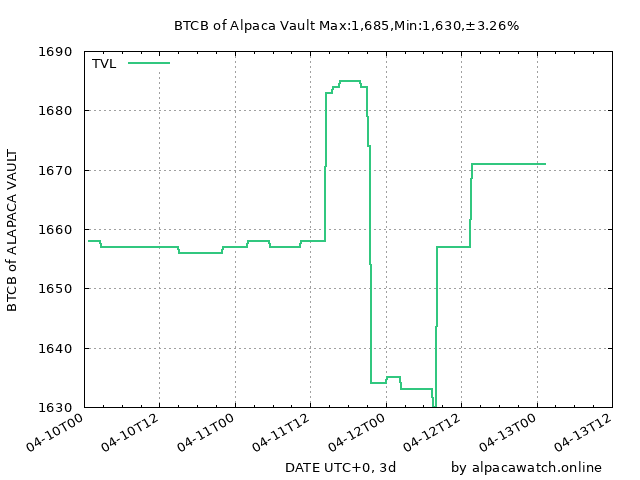 BTCB of Alpaca Vault Max:1,685,Min:1,630,±3.26%
TVL
BTCB of ALAPACA VAULT
1690
1680
1670
1660
1650
1640
1630
04-10T00
04-10T12
04-11T00
04-11T12
04-12T00
04-12T12
04-13T00
04-13T12
DATE UTC+0, 3d
by alpacawatch.online